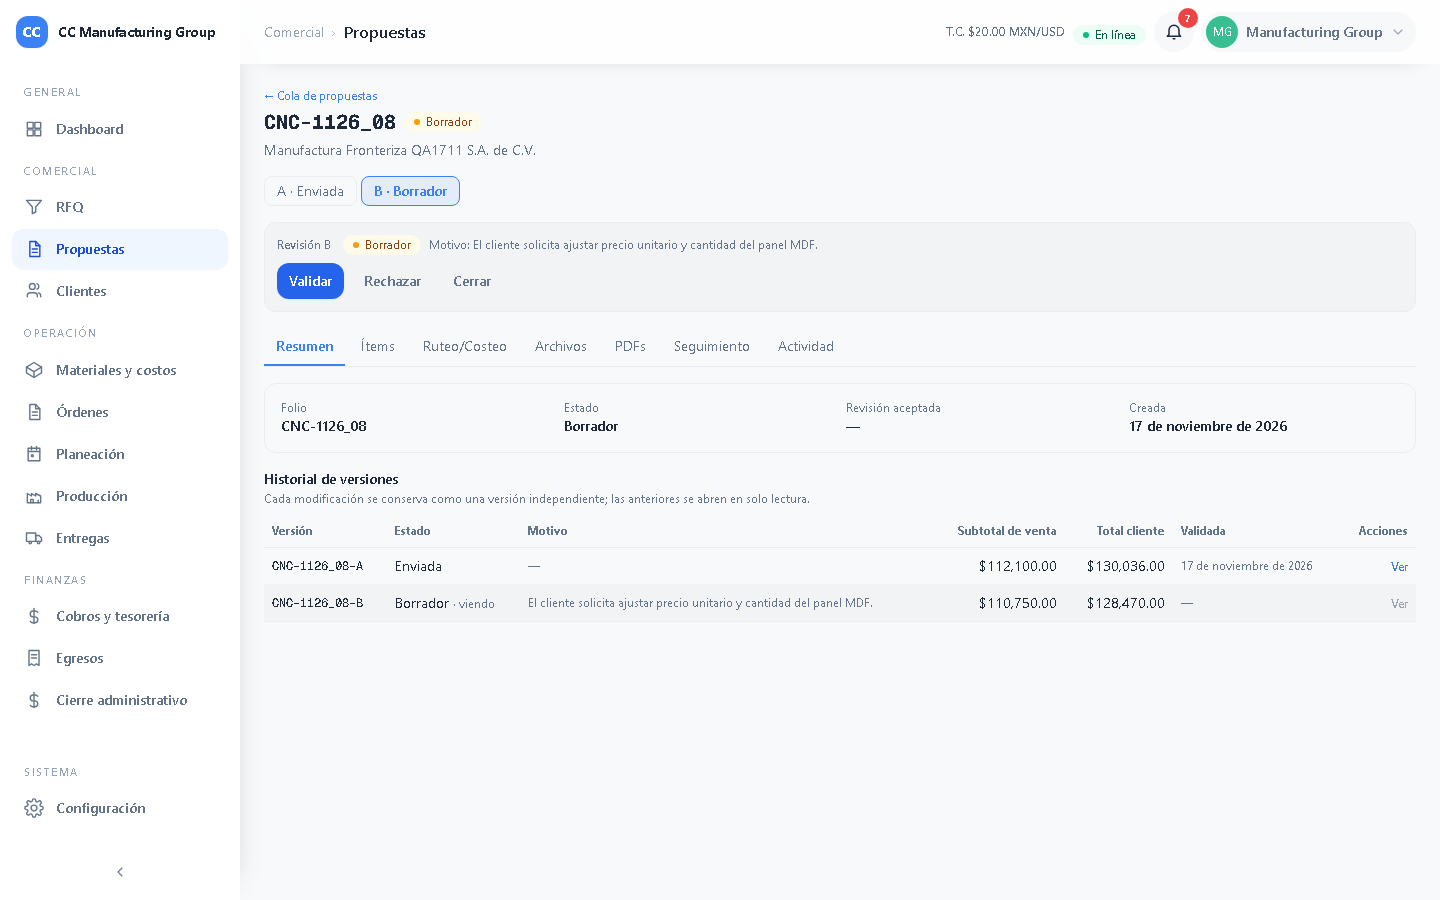 CC CC Manufacturing Group
GENERAL
Dashboard
COMERCIAL
RFQ
Propuestas
Clientes
OPERACIÓN
Materiales y costos
Órdenes
Planeación
Producción
Entregas
FINANZAS
Cobros y tesorería
Egresos
Cierre administrativo
SISTEMA
Configuración
Comercial › Propuestas
T.C. $20.00 MXN/USD
En línea
7
MG Manufacturing Group
← Cola de propuestas
CNC-1126_08 Borrador
Manufactura Fronteriza QA1711 S.A. de C.V.
A · Enviada B · Borrador
Revisión B Borrador Motivo: El cliente solicita ajustar precio unitario y cantidad del panel MDF.
Validar Rechazar Cerrar
Resumen Ítems Ruteo/Costeo Archivos PDFs Seguimiento Actividad
Folio Estado Revisión aceptada Creada
CNC-1126_08 Borrador — 17 de noviembre de 2026
Historial de versiones
Cada modificación se conserva como una versión independiente; las anteriores se abren en solo lectura.
Versión Estado Motivo Subtotal de venta Total cliente Validada Acciones
CNC-1126_08-A Enviada — $112,100.00 $130,036.00 17 de noviembre de 2026 Ver
CNC-1126_08-B Borrador · viendo El cliente solicita ajustar precio unitario y cantidad del panel MDF. $110,750.00 $128,470.00 — Ver